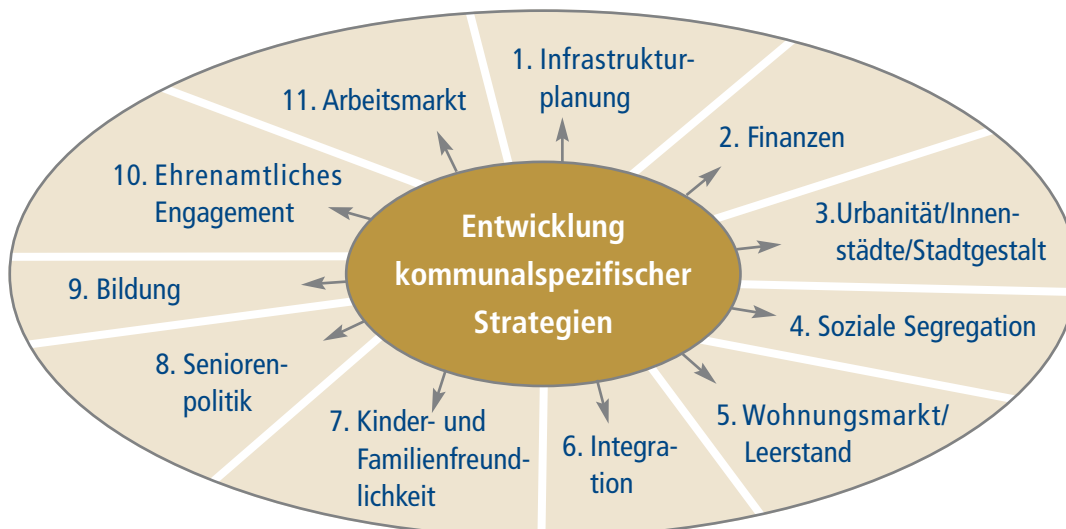 1. Infrastruktur-
planung
2. Finanzen
3.Urbanität/Innen-
städte/Stadtgestalt
4. Soziale Segregation
5. Wohnungsmarkt/
Leerstand
6. Integra-
tion
7. Kinder- und
Familienfreund-
lichkeit
8. Senioren-
politik
9. Bildung
10. Ehrenamtliches
Engagement
11. Arbeitsmarkt
Entwicklung
kommunalspezifischer
Strategien